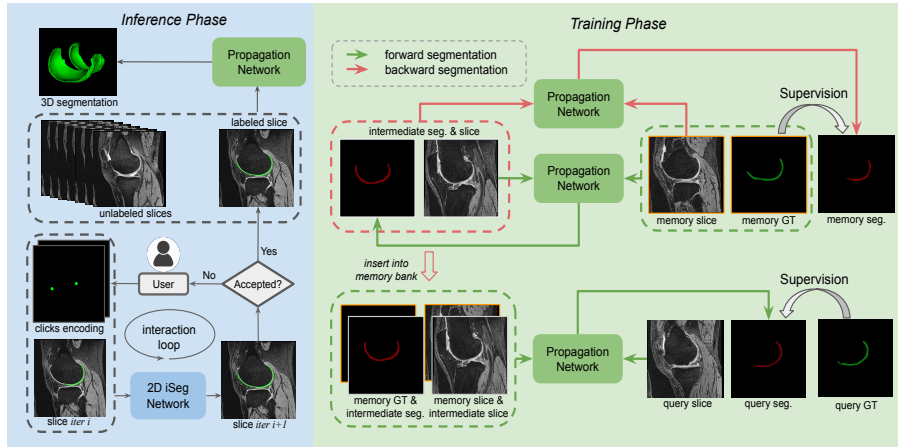 Inference Phase
Propagation
Network
3D segmentation
labeled slice
unlabeled slices
Yes
No
User
Accepted?
clicks encoding
interaction
loop
2D iSeg
Network
slice iter i
slice iter i+1
Training Phase
forward segmentation
backward segmentation
Propagation
Network
Supervision
intermediate seg. & slice
Propagation
Network
memory slice
memory GT
memory seg.
insert into
memory bank
Supervision
Propagation
Network
memory GT &
intermediate seg.
memory slice &
intermediate slice
query slice
query seg.
query GT